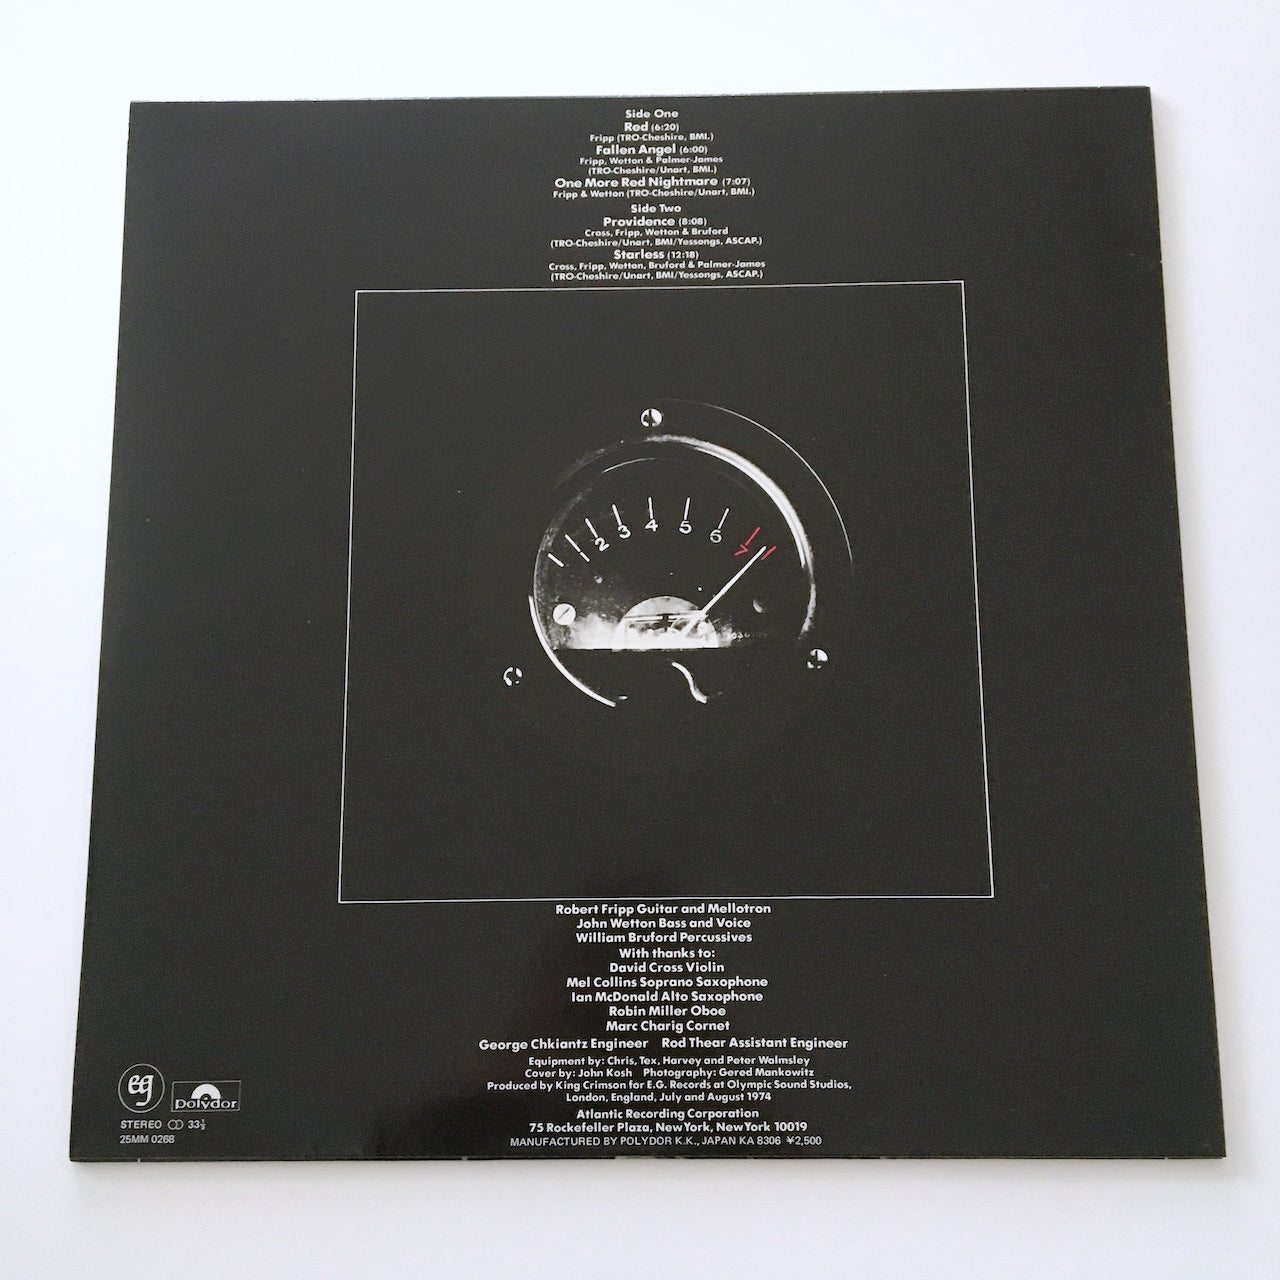 Side One
Red (6:20)
Fripp (TRO-Cheshire, BMI.)
Fallen Angel (6:00)
Fripp, Wetton & Palmer-James
(TRO-Cheshire/Unart, BMI.)
One More Red Nightmare (7:07)
Fripp & Wetton (TRO-Cheshire/Unart, BMI.)
Side Two
Providence (8:08)
Cross, Fripp, Wetton & Bruford
(TRO-Cheshire/Unart, BMI/Yessongs, ASCAP.)
Starless (12:18)
Cross, Fripp, Wetton, Bruford & Palmer-James
(TRO-Cheshire/Unart, BMI/Yessongs, ASCAP.)
2 3 4 5 6 7
Robert Fripp Guitar and Mellotron
John Wetton Bass and Voice
William Bruford Percussives
With thanks to:
David Cross Violin
Mel Collins Soprano Saxophone
Ian McDonald Alto Saxophone
Robin Miller Oboe
Marc Charig Cornet
George Chkiantz Engineer Rod Thear Assistant Engineer
Equipment by: Chris, Tex, Harvey and Peter Walmsley
Cover by: John Kosh Photography: Gered Mankowitz
Produced by King Crimson for E.G. Records at Olympic Sound Studios,
London, England, July and August 1974
Atlantic Recording Corporation
75 Rockefeller Plaza, New York, New York 10019
MANUFACTURED BY POLYDOR K.K., JAPAN KA 8306 ¥2,500
eg
polydor
STEREO 33⅓
25MM 0268